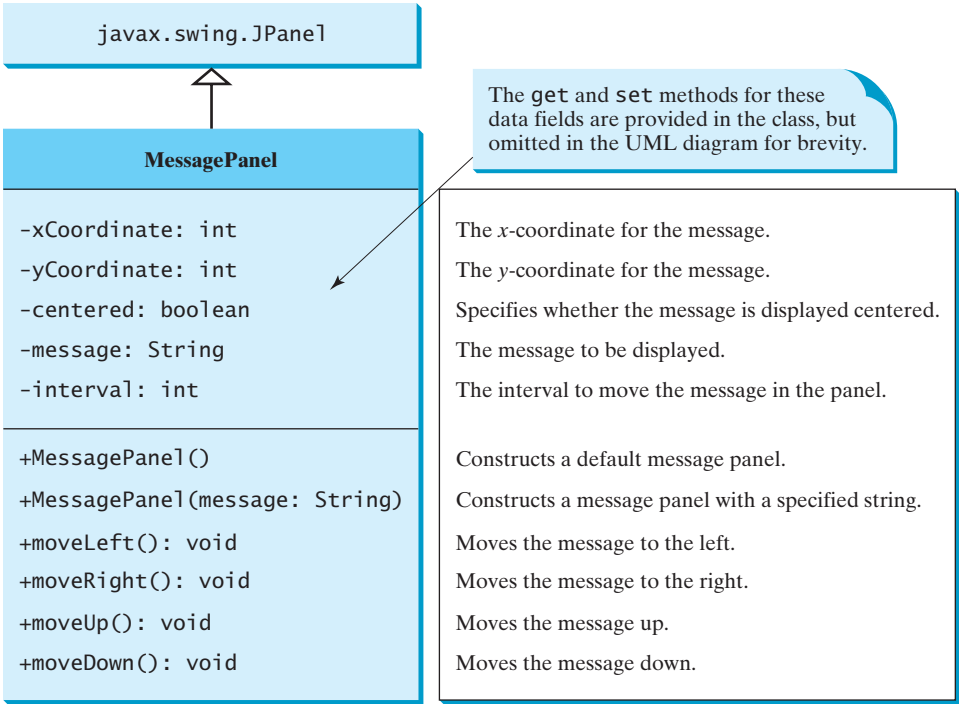 javax.swing.JPanel
The get and set methods for these
data fields are provided in the class, but
omitted in the UML diagram for brevity.
MessagePanel
-xCoordinate: int
The x-coordinate for the message.
-yCoordinate: int
The y-coordinate for the message.
-centered: boolean
Specifies whether the message is displayed centered.
-message: String
The message to be displayed.
-interval: int
The interval to move the message in the panel.
+MessagePanel()
Constructs a default message panel.
+MessagePanel(message: String)
Constructs a message panel with a specified string.
+moveLeft(): void
Moves the message to the left.
+moveRight(): void
Moves the message to the right.
+moveUp(): void
Moves the message up.
+moveDown(): void
Moves the message down.